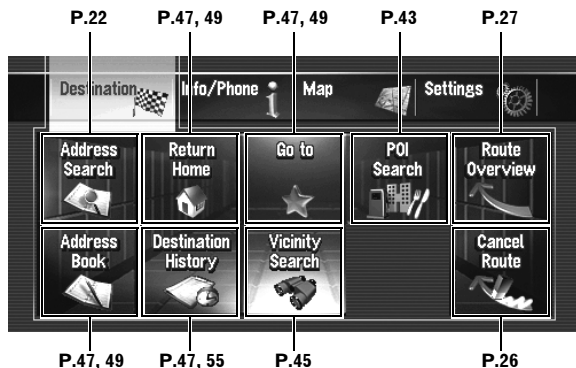 P.22 P.47, 49 P.47, 49 P.43 P.27
Destination Info/Phone Map Settings
Address Search
Return Home
Go to
POI Search
Route Overview
Address Book
Destination History
Vicinity Search
Cancel Route
P.47, 49 P.47, 55 P.45 P.26